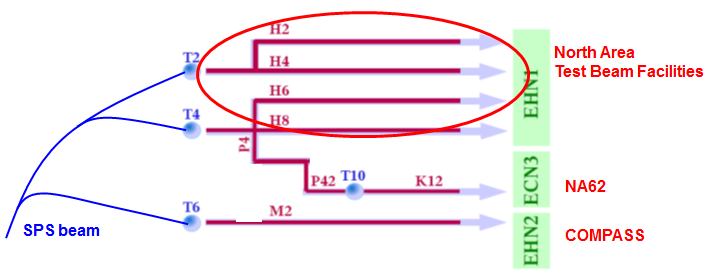 H2
T2
H4
North Area
Test Beam Facilities
EHN1
H6
T4
H8
P4
T10
P42
K12
ECN3
NA62
T6
M2
SPS beam
EHN2
COMPASS